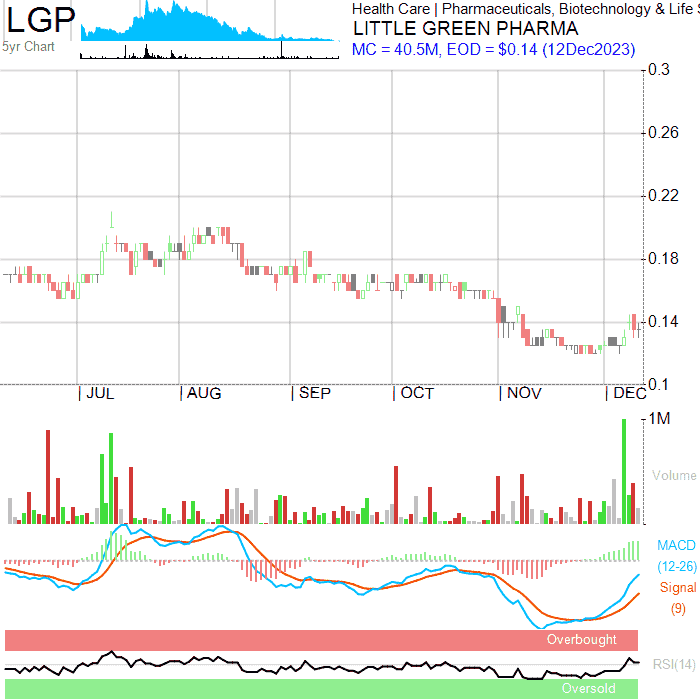 LGP
5yr Chart
Health Care | Pharmaceuticals, Biotechnology & Life
LITTLE GREEN PHARMA
MC = 40.5M, EOD = $0.14 (12Dec2023)
0.3
0.26
0.22
0.18
0.14
0.1
JUL AUG SEP OCT NOV DEC
1M
Volume
MACD
(12-26)
Signal
(9)
Overbought
RSI(14)
Oversold